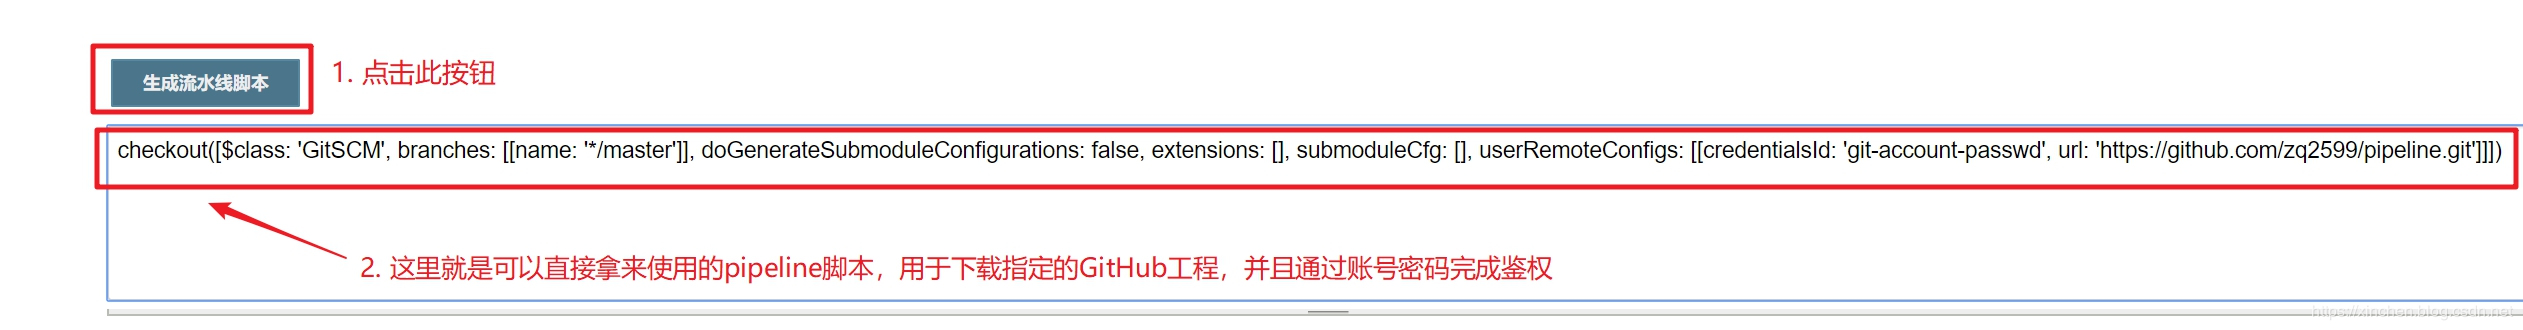 生成流水线脚本
1. 点击此按钮
checkout([$class: 'GitSCM', branches: [[name: '*/master']], doGenerateSubmoduleConfigurations: false, extensions: [], submoduleCfg: [], userRemoteConfigs: [[credentialsId: 'git-account-passwd', url: 'https://github.com/zq2599/pipeline.git']]])
2. 这里就是可以直接拿来使用的pipeline脚本，用于下载指定的GitHub工程，并且通过账号密码完成鉴权
https://xinchen.blog.csdn.net